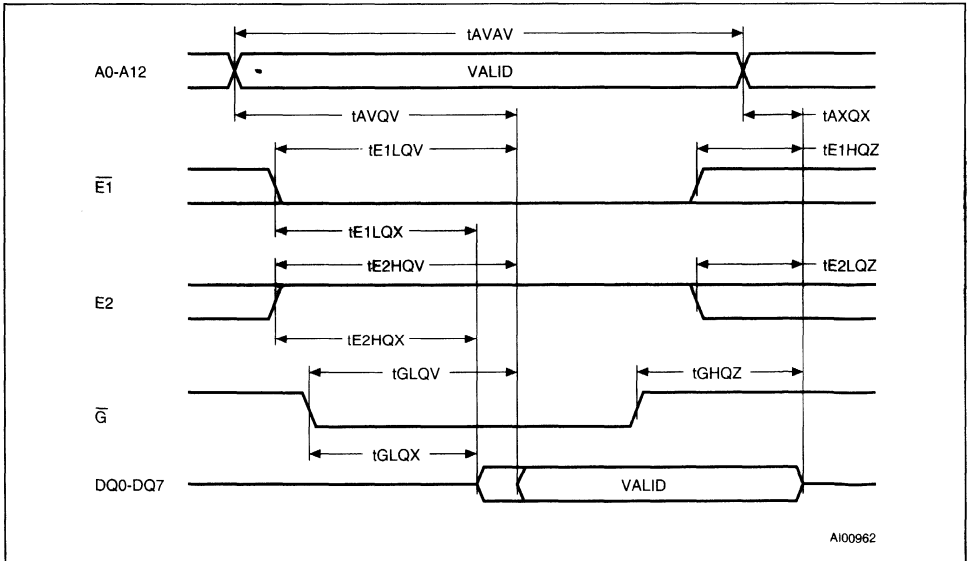 tAVAV
A0-A12
VALID
tAVQV
tAXQX
tE1LQV
tE1HQZ
E1
tE1LQX
tE2HQV
tE2LQZ
E2
tE2HQX
tGLQV
tGHQZ
G
tGLQX
DQ0-DQ7
VALID
AI00962